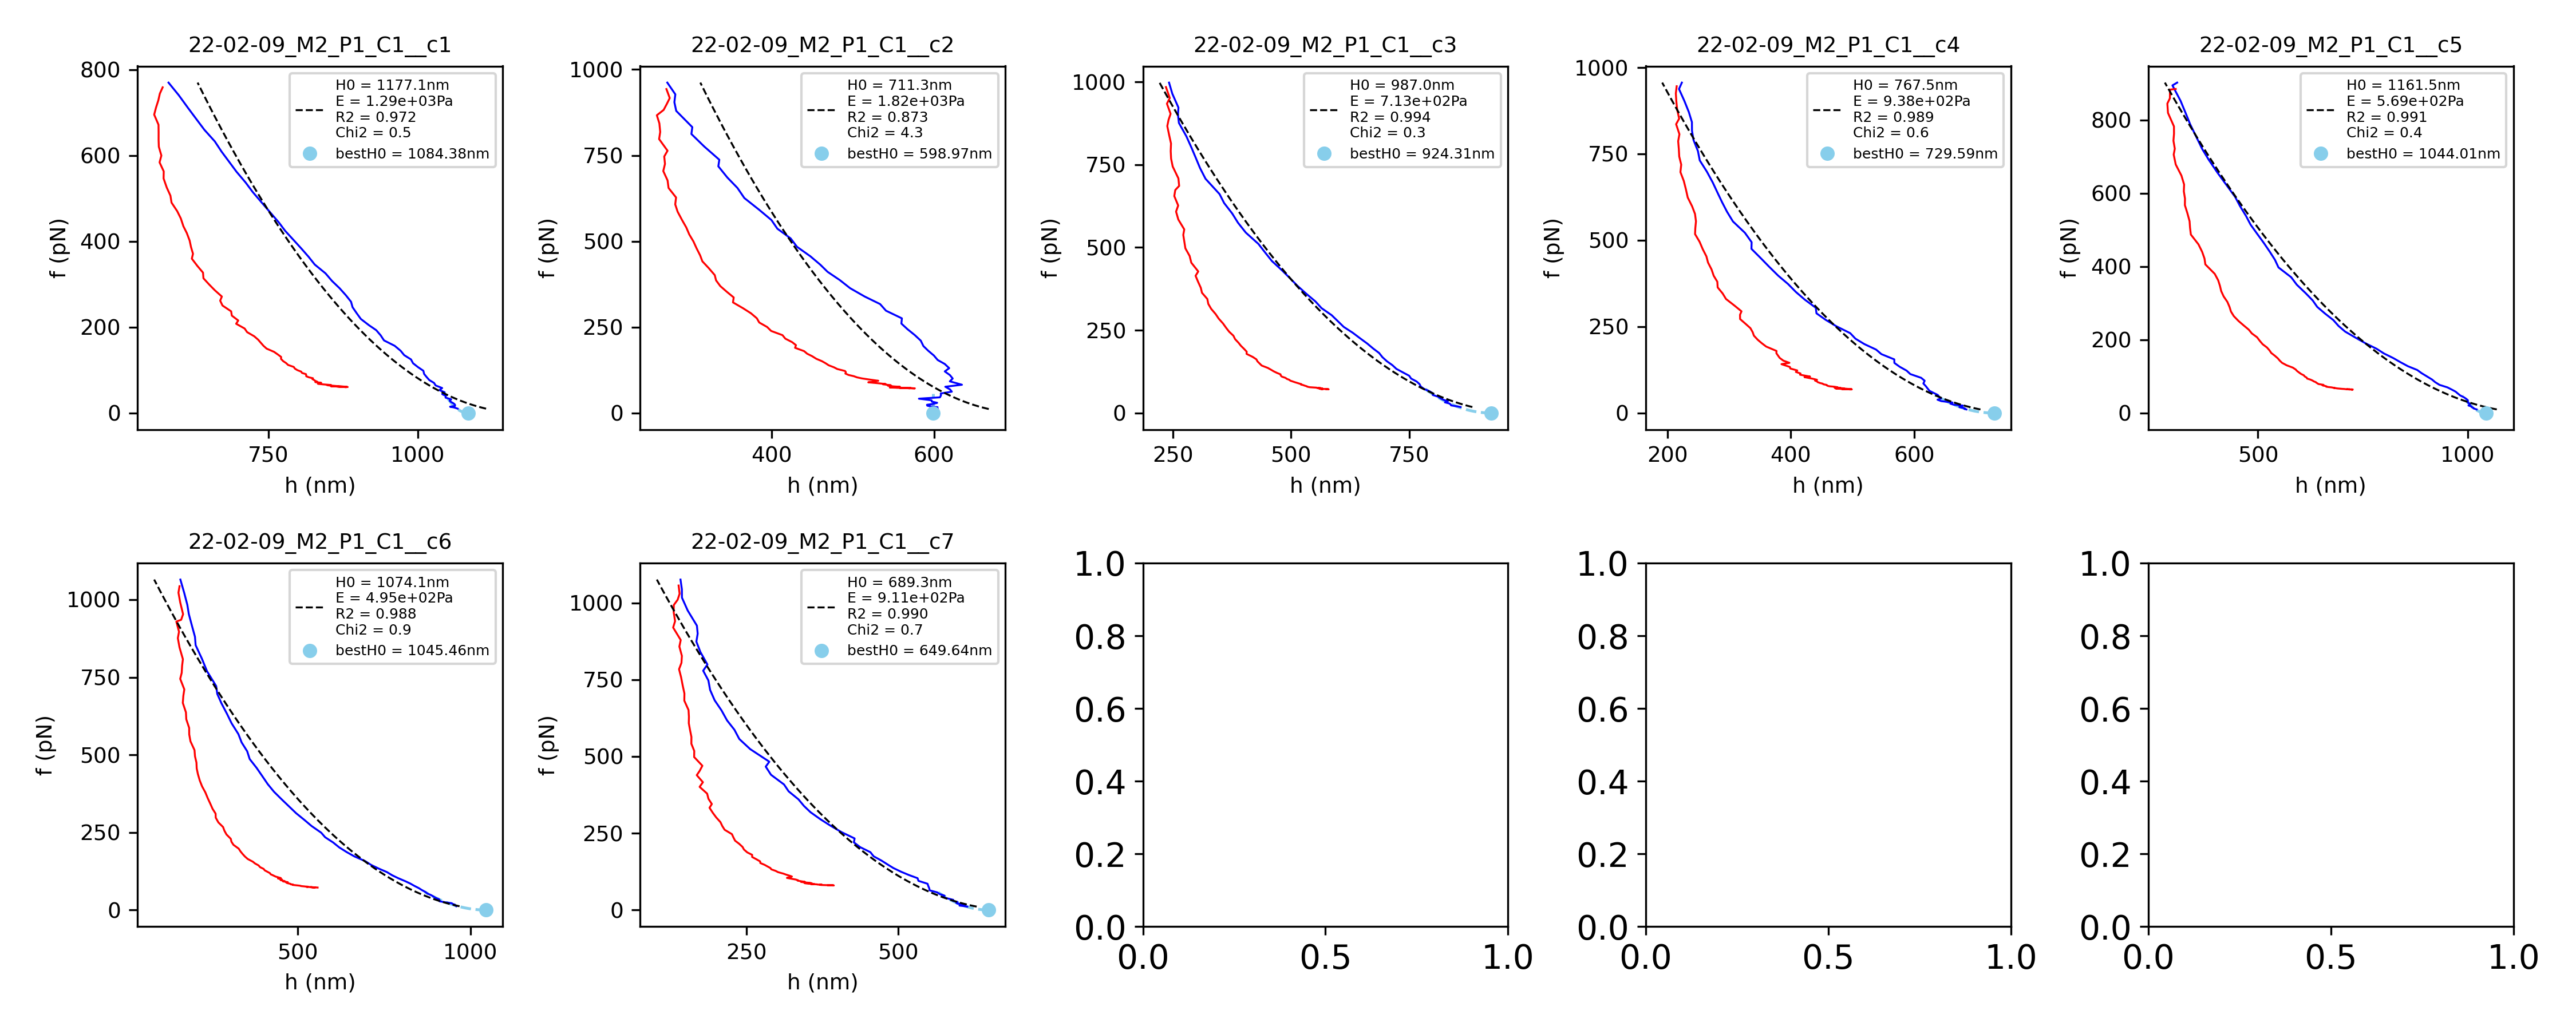 22-02-09_M2_P1_C1__c1
800
600
400
200
0
f (pN)
750
1000
h (nm)
H0 = 1177.1nm
E = 1.29e+03Pa
R2 = 0.972
Chi2 = 0.5
bestH0 = 1084.38nm
22-02-09_M2_P1_C1__c2
1000
750
500
250
0
f (pN)
400
600
h (nm)
H0 = 711.3nm
E = 1.82e+03Pa
R2 = 0.873
Chi2 = 4.3
bestH0 = 598.97nm
22-02-09_M2_P1_C1__c3
1000
750
500
250
0
f (pN)
250
500
750
h (nm)
H0 = 987.0nm
E = 7.13e+02Pa
R2 = 0.994
Chi2 = 0.3
bestH0 = 924.31nm
22-02-09_M2_P1_C1__c4
1000
750
500
250
0
f (pN)
200
400
600
h (nm)
H0 = 767.5nm
E = 9.38e+02Pa
R2 = 0.989
Chi2 = 0.6
bestH0 = 729.59nm
22-02-09_M2_P1_C1__c5
800
600
400
200
0
f (pN)
500
1000
h (nm)
H0 = 1161.5nm
E = 5.69e+02Pa
R2 = 0.991
Chi2 = 0.4
bestH0 = 1044.01nm
22-02-09_M2_P1_C1__c6
1000
750
500
250
0
f (pN)
500
1000
h (nm)
H0 = 1074.1nm
E = 4.95e+02Pa
R2 = 0.988
Chi2 = 0.9
bestH0 = 1045.46nm
22-02-09_M2_P1_C1__c7
1000
750
500
250
0
f (pN)
250
500
h (nm)
H0 = 689.3nm
E = 9.11e+02Pa
R2 = 0.990
Chi2 = 0.7
bestH0 = 649.64nm
1.0
0.8
0.6
0.4
0.2
0.0
0.0
0.5
1.0
1.0
0.8
0.6
0.4
0.2
0.0
0.0
0.5
1.0
1.0
0.8
0.6
0.4
0.2
0.0
0.0
0.5
1.0